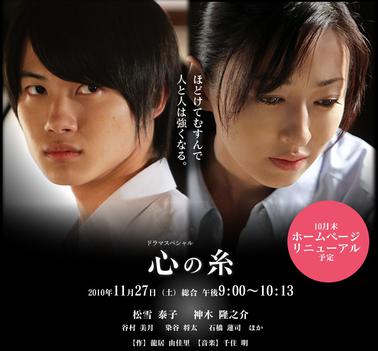 ほどけてむすんで
人と人は強くなる。
10月末
ホームページ
リニューアル
予定
ドラマスペシャル
心の糸
2010年11月27日（土）総合 午後9:00〜10:13
松雪 泰子　神木 隆之介
谷村 美月　染谷 将太　石橋 蓮司　ほか
【作】龍居 由佳里　【音楽】千住 明